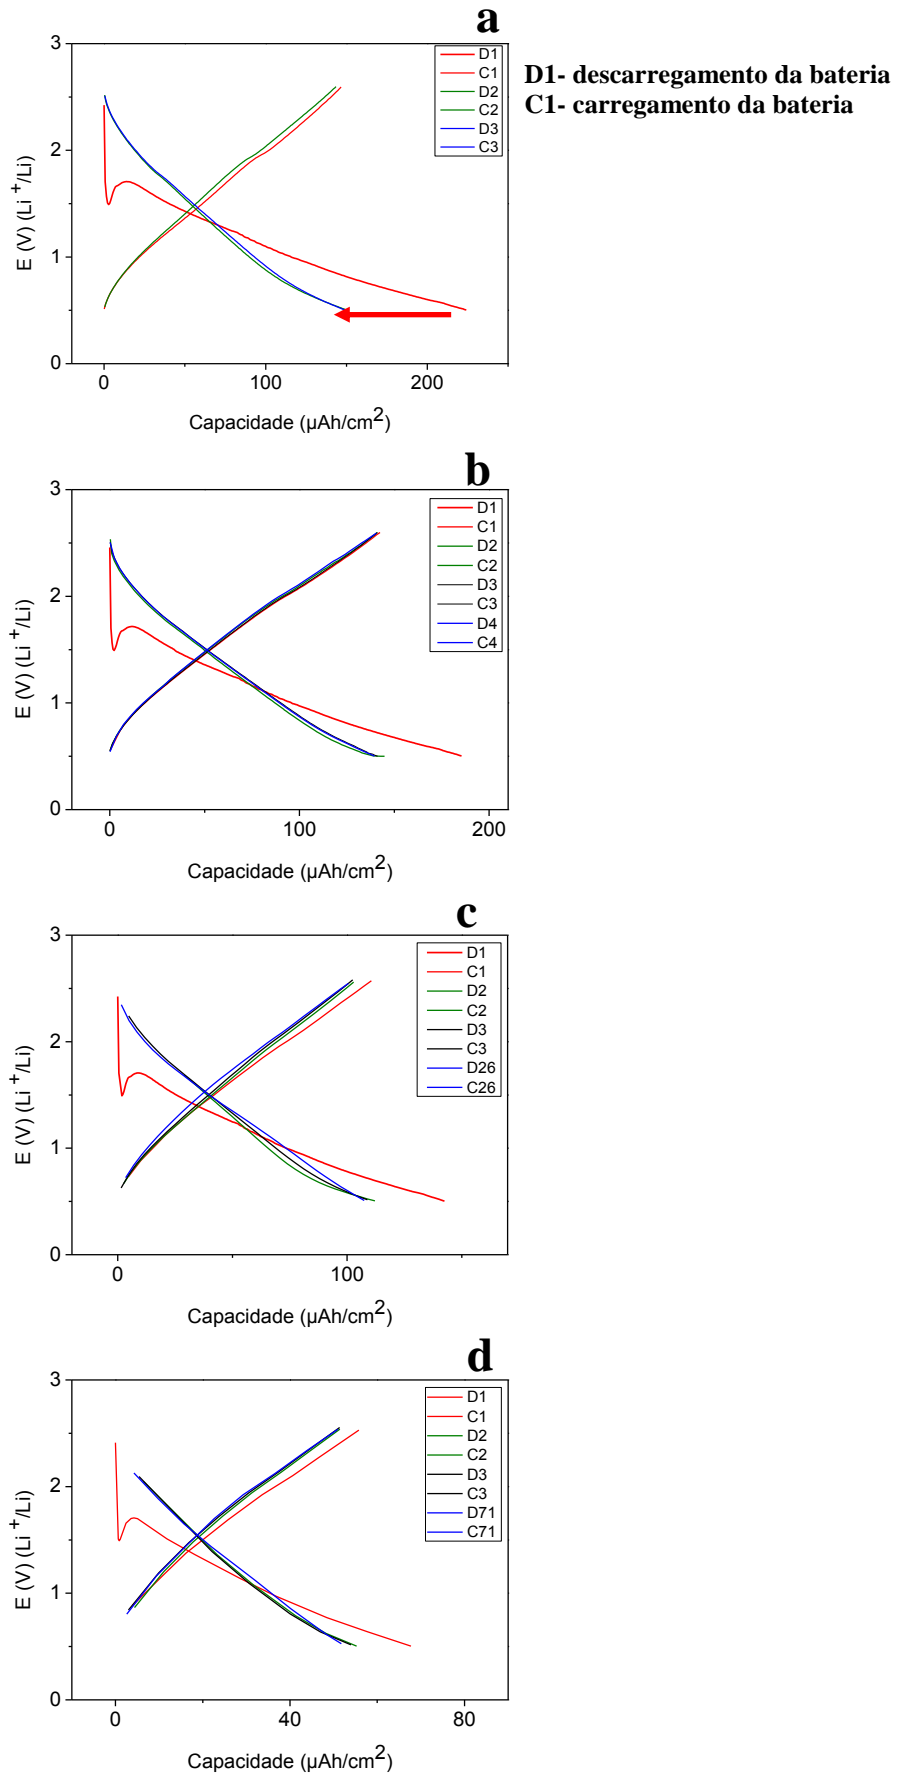 a
3
2
1
0
E (V) (Li +/Li)
D1
C1
D2
C2
D3
C3
D1- descarregamento da bateria
C1- carregamento da bateria
0 100 200
Capacidade (µAh/cm2)
b
3
2
1
0
E (V) (Li +/Li)
D1
C1
D2
C2
D3
C3
D4
C4
0 100 200
Capacidade (µAh/cm2)
c
3
2
1
0
E (V) (Li +/Li)
D1
C1
D2
C2
D3
C3
D26
C26
0 100
Capacidade (µAh/cm2)
d
3
2
1
0
E (V) (Li +/Li)
D1
C1
D2
C2
D3
C3
D71
C71
0 40 80
Capacidade (µAh/cm2)